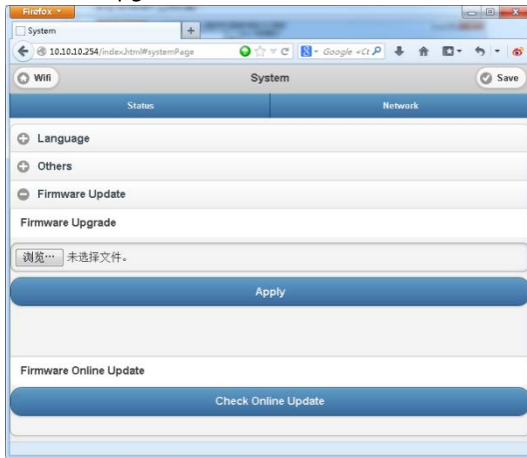 Firefox
System
10.10.10.254/index.html#systemPage
Google
Wifi
System
Save
Status
Network
Language
Others
Firmware Update
Firmware Upgrade
浏览… 未选择文件。
Apply
Firmware Online Update
Check Online Update